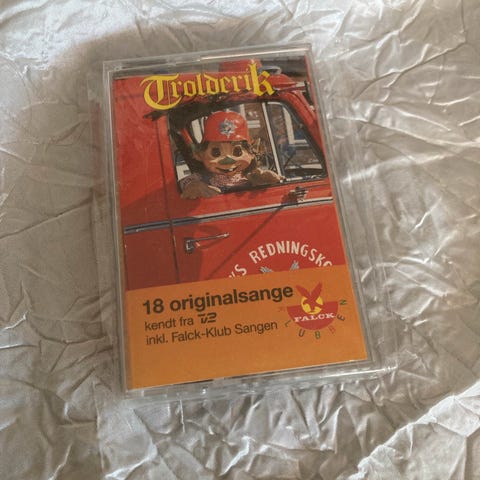 Trolderik
'S REDNINGSKO
18 originalsange
kendt fra tv2
inkl. Falck-Klub Sangen
FALCK
KLUBBEN